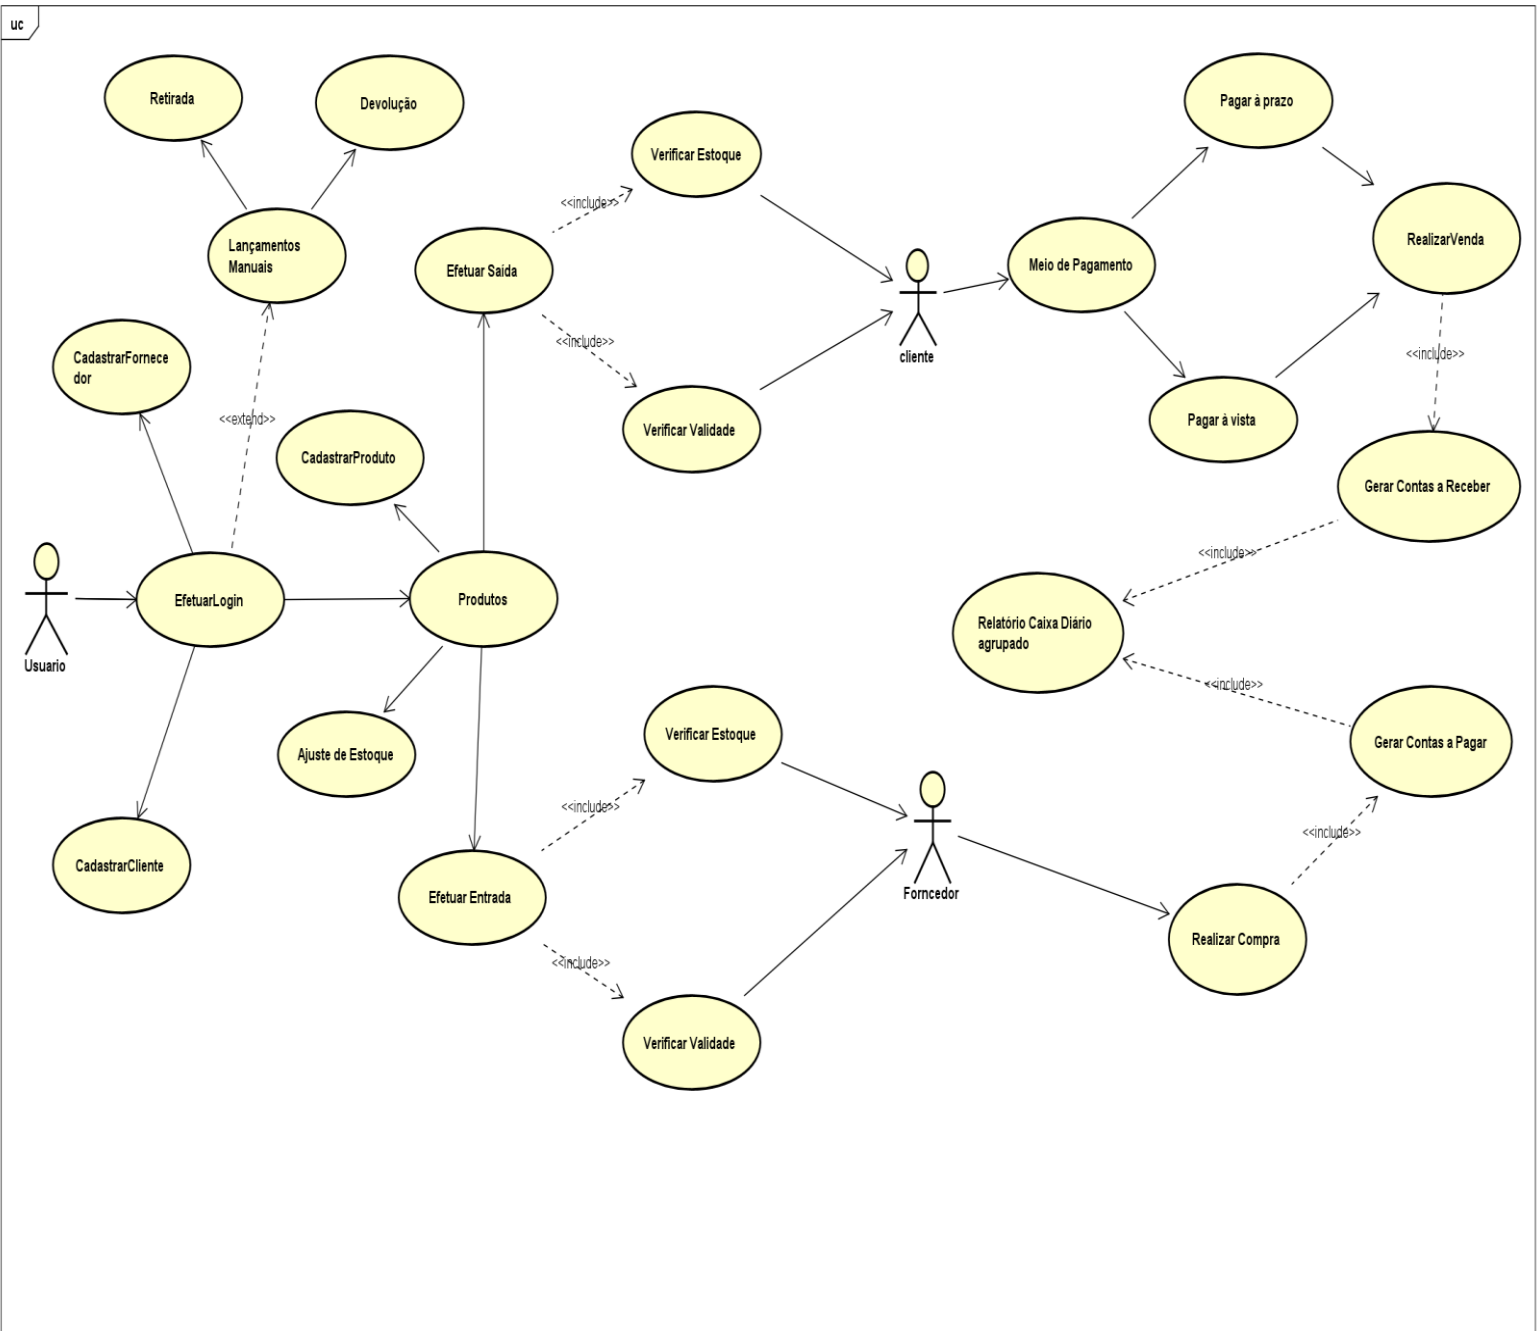 uc
Retirada
Devolução
Verificar Estoque
Pagar à prazo
<<include>>
Lançamentos
Manuais
Efetuar Saída
Meio de Pagamento
RealizarVenda
<<include>>
cliente
<<include>>
CadastrarFornece
dor
<<extend>>
Verificar Validade
Pagar à vista
CadastrarProduto
Gerar Contas a Receber
<<include>>
EfetuarLogin
Produtos
Relatório Caixa Diário
agrupado
Usuario
<<include>>
Verificar Estoque
Gerar Contas a Pagar
Ajuste de Estoque
<<include>>
<<include>>
CadastrarCliente
Efetuar Entrada
Forncedor
Realizar Compra
<<include>>
Verificar Validade